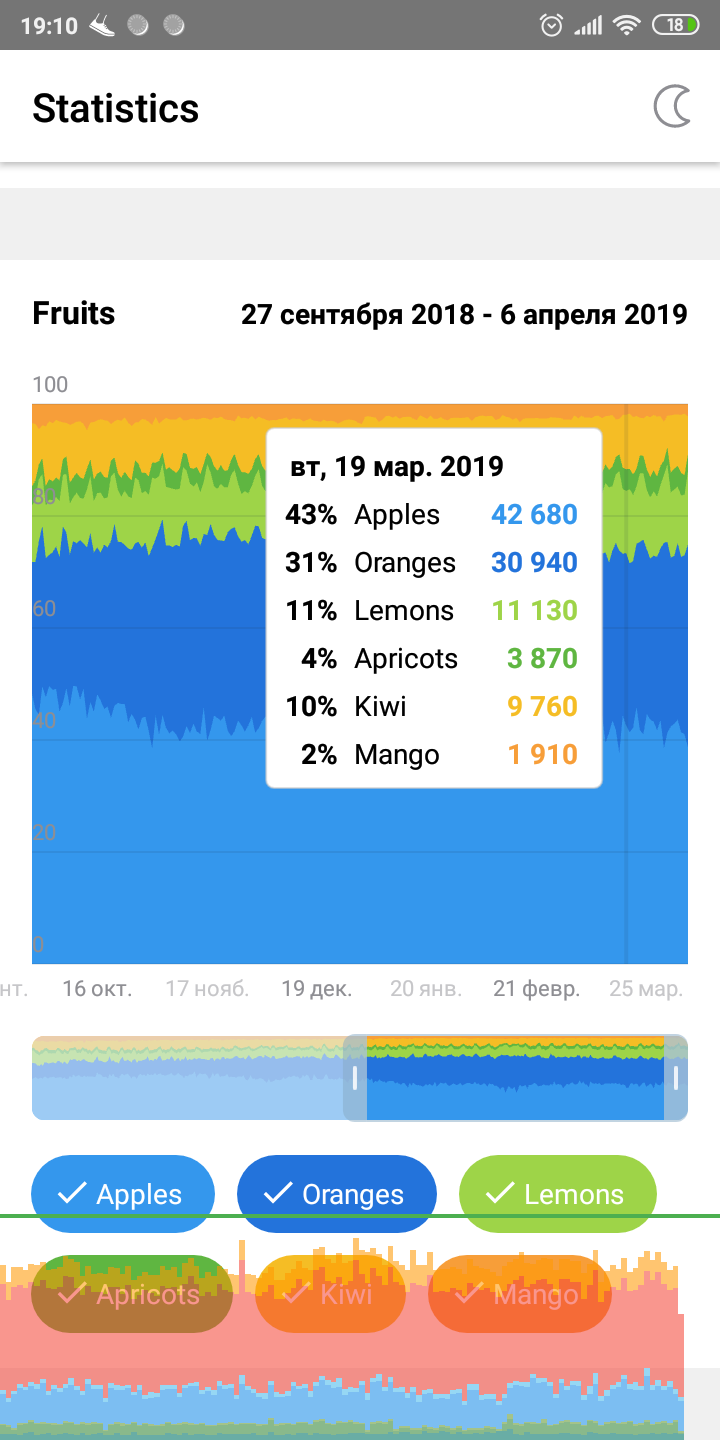 19:10 18
Statistics
Fruits 27 сентября 2018 - 6 апреля 2019
100
80
60
40
20
0
вт, 19 мар. 2019
43% Apples 42 680
31% Oranges 30 940
11% Lemons 11 130
4% Apricots 3 870
10% Kiwi 9 760
2% Mango 1 910
нт. 16 окт. 17 нояб. 19 дек. 20 янв. 21 февр. 25 мар.
Apples Oranges Lemons
Apricots Kiwi Mango